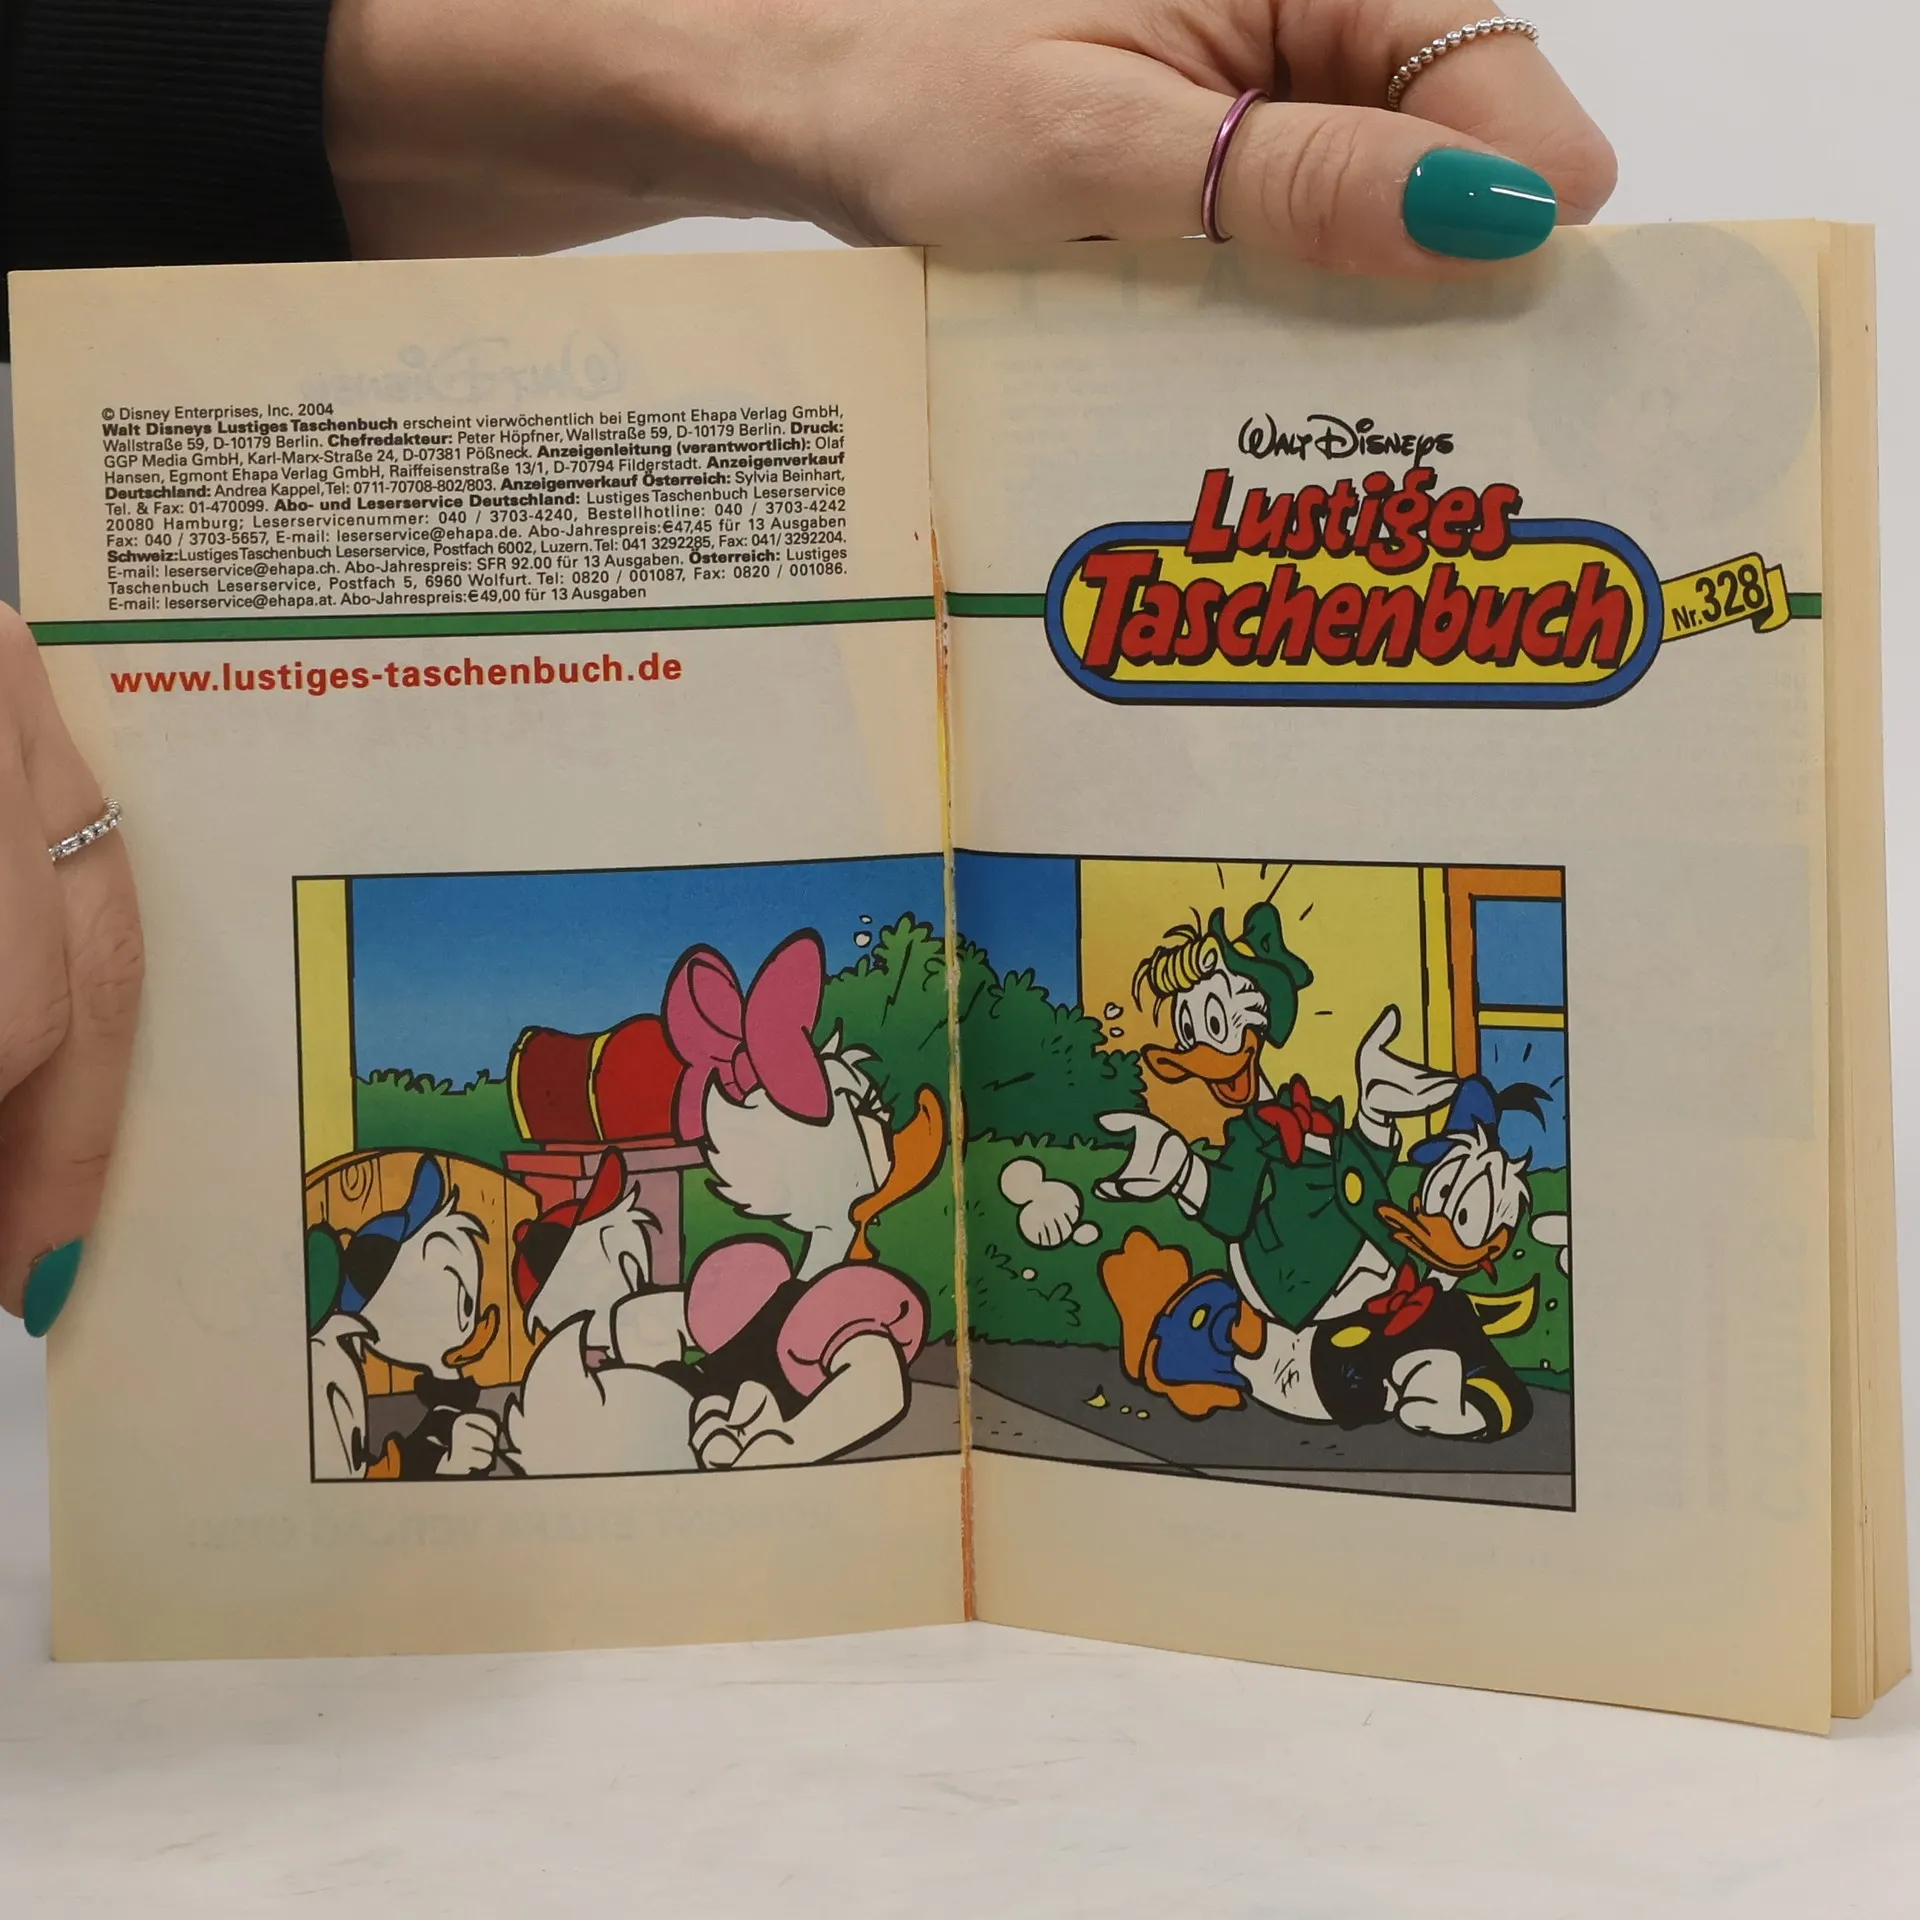 © Disney Enterprises, Inc. 2004
Walt Disneys Lustiges Taschenbuch erscheint vierwöchentlich bei Egmont Ehapa Verlag GmbH,
Wallstraße 59, D-10179 Berlin. Chefredakteur: Peter Höpfner, Wallstraße 59, D-10179 Berlin. Druck:
GGP Media GmbH, Karl-Marx-Straße 24, D-07381 Pößneck. Anzeigenleitung (verantwortlich): Olaf
Hansen, Egmont Ehapa Verlag GmbH, Raiffeisenstraße 13/1, D-70794 Filderstadt. Anzeigenverkauf
Deutschland: Andrea Kappel, Tel: 0711-70708-802/803. Anzeigenverkauf Österreich: Sylvia Beinhart,
Tel. & Fax: 01-470099. Abo- und Leserservice Deutschland: Lustiges Taschenbuch Leserservice
20080 Hamburg; Leserservicenummer: 040 / 3703-4240, Bestellhotline: 040 / 3703-4242
Fax: 040 / 3703-5657, E-mail: leserservice@ehapa.de. Abo-Jahrespreis:€47,45 für 13 Ausgaben
Schweiz:Lustiges Taschenbuch Leserservice, Postfach 6002, Luzern. Tel: 041 3292285, Fax: 041/ 3292204.
E-mail: leserservice@ehapa.ch. Abo-Jahrespreis: SFR 92.00 für 13 Ausgaben. Österreich: Lustiges
Taschenbuch Leserservice, Postfach 5, 6960 Wolfurt. Tel: 0820 / 001087, Fax: 0820 / 001086.
E-mail: leserservice@ehapa.at. Abo-Jahrespreis:€49,00 für 13 Ausgaben
www.lustiges-taschenbuch.de
Walt Disneys
Lustiges
Taschenbuch
Nr.328